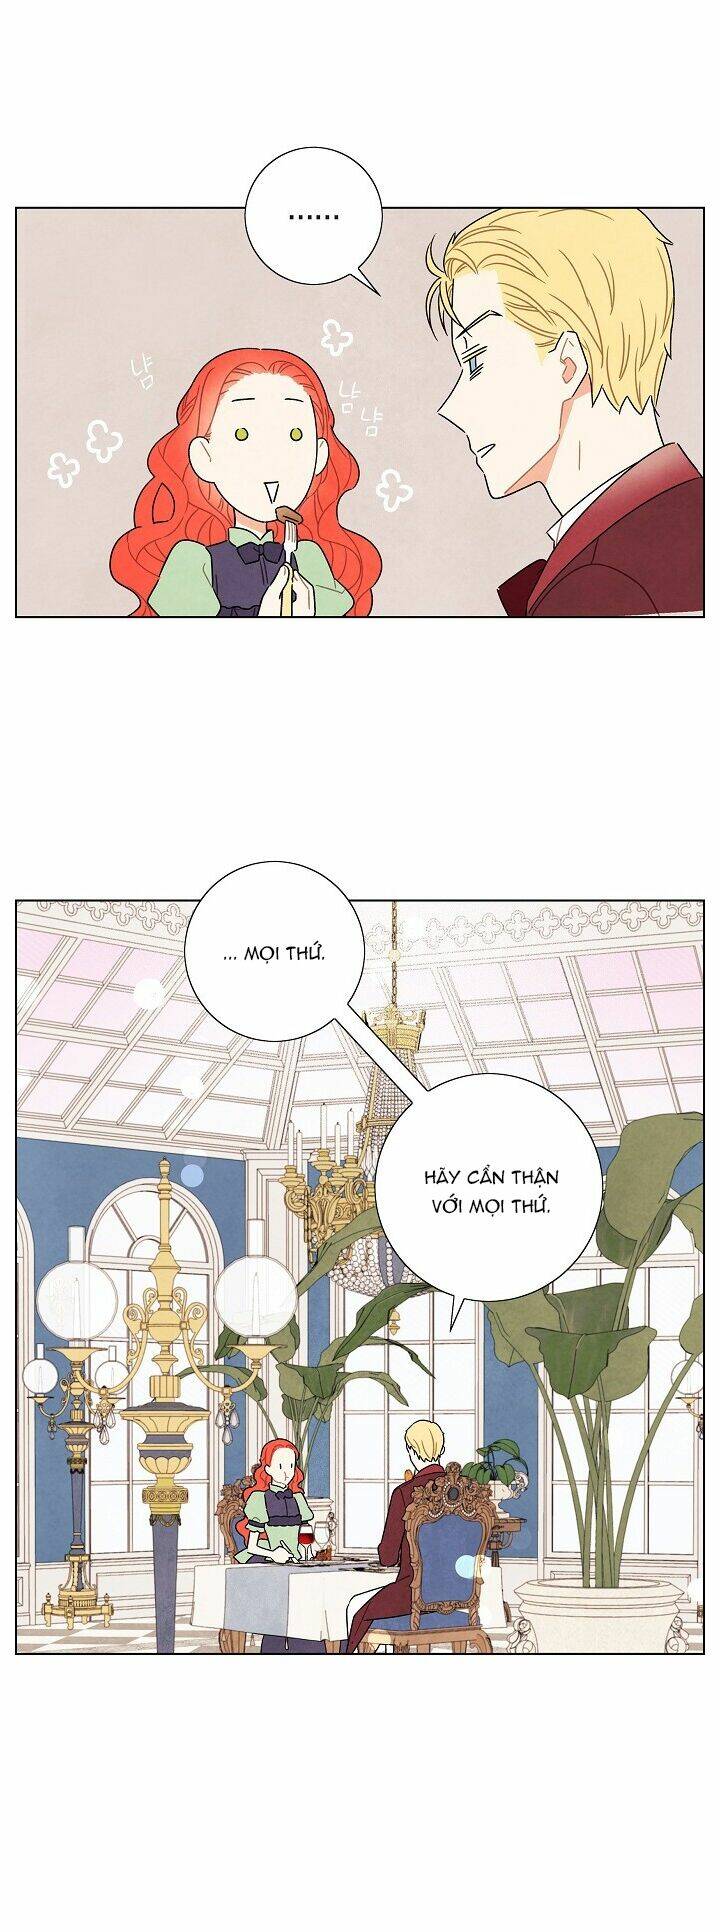 ......
냠
냠
냠
... MỌI THỨ.
HÃY CẨN THẬN
VỚI MỌI THỨ.